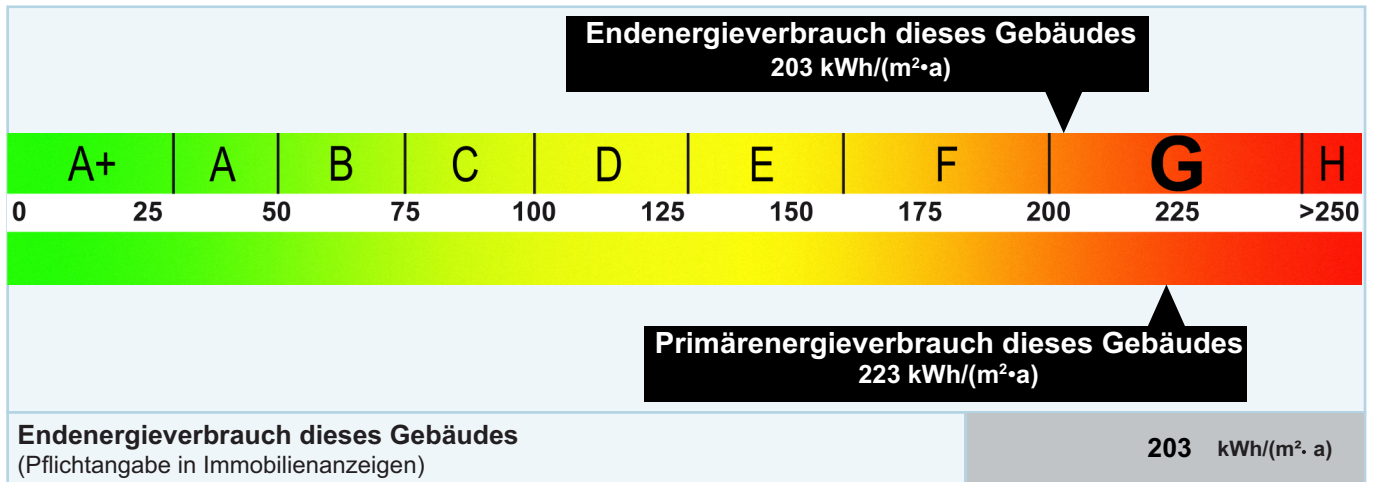 Endenergieverbrauch dieses Gebäudes
203 kWh/(m²•a)
A+ A B C D E F G H
0 25 50 75 100 125 150 175 200 225 >250
Primärenergieverbrauch dieses Gebäudes
223 kWh/(m²•a)
Endenergieverbrauch dieses Gebäudes
(Pflichtangabe in Immobilienanzeigen)
203 kWh/(m²· a)